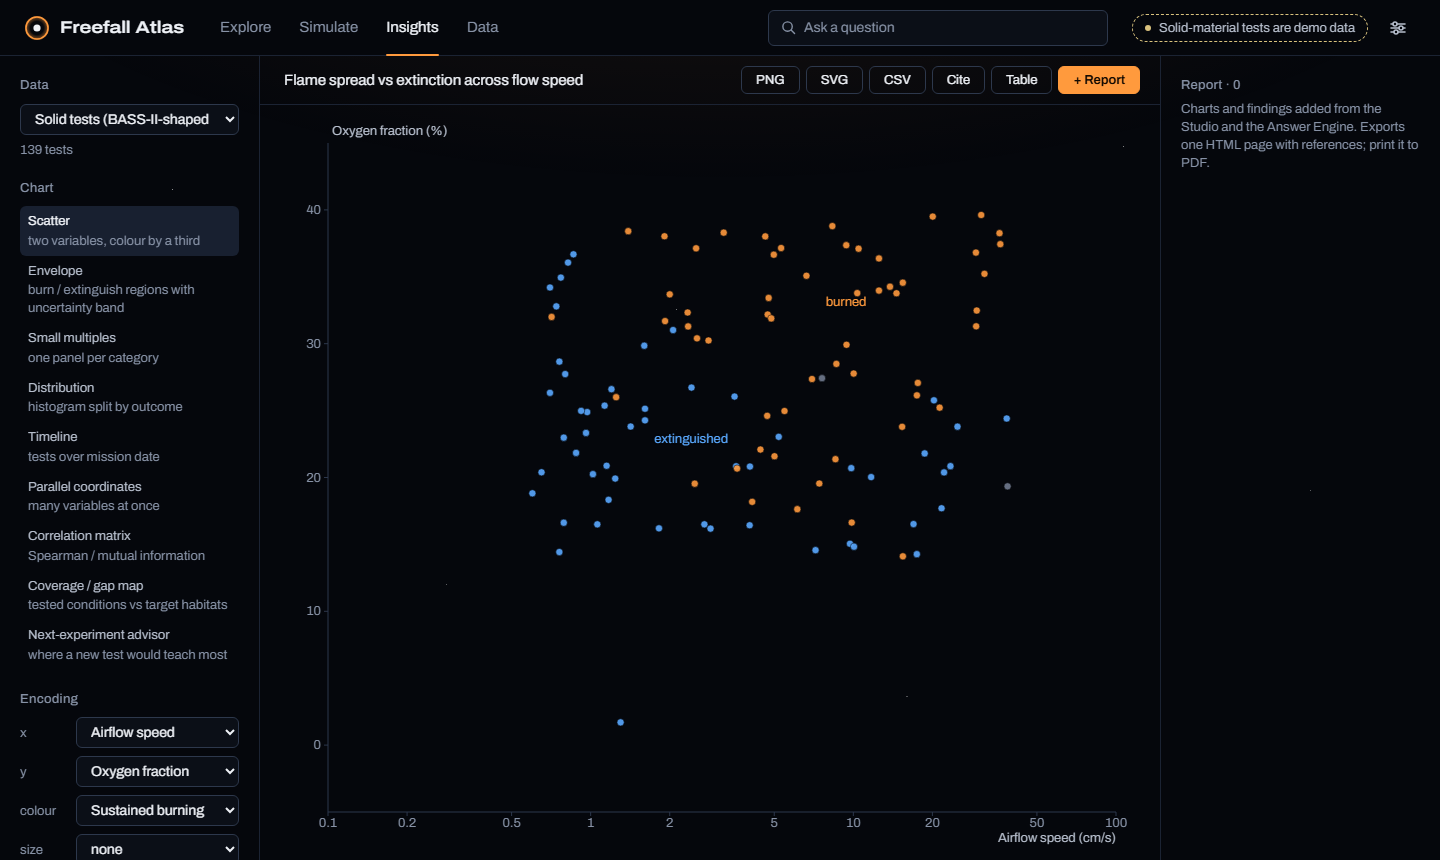 Freefall Atlas
Explore
Simulate
Insights
Data
Ask a question
Solid-material tests are demo data
Data
Solid tests (BASS-II-shaped
139 tests
Chart
Scatter
two variables, colour by a third
Envelope
burn / extinguish regions with
uncertainty band
Small multiples
one panel per category
Distribution
histogram split by outcome
Timeline
tests over mission date
Parallel coordinates
many variables at once
Correlation matrix
Spearman / mutual information
Coverage / gap map
tested conditions vs target habitats
Next-experiment advisor
where a new test would teach most
Encoding
x
Airflow speed
y
Oxygen fraction
colour
Sustained burning
size
none
Flame spread vs extinction across flow speed
PNG
SVG
CSV
Cite
Table
+ Report
Oxygen fraction (%)
40
30
20
10
0
burned
extinguished
0.1
0.2
0.5
1
2
5
10
20
50
100
Airflow speed (cm/s)
Report · 0
Charts and findings added from the
Studio and the Answer Engine. Exports
one HTML page with references; print it to
PDF.